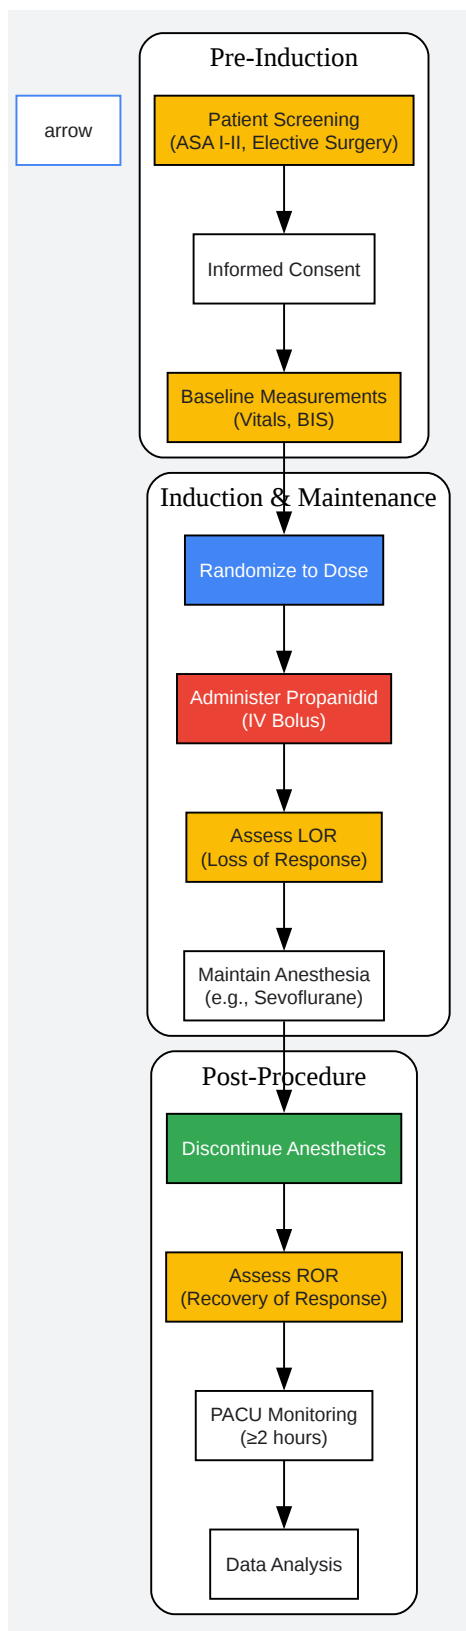 Pre-Induction
arrow
Patient Screening
(ASA I-II, Elective Surgery)
Informed Consent
Baseline Measurements
(Vitals, BIS)
Induction & Maintenance
Randomize to Dose
Administer Propanidid
(IV Bolus)
Assess LOR
(Loss of Response)
Maintain Anesthesia
(e.g., Sevoflurane)
Post-Procedure
Discontinue Anesthetics
Assess ROR
(Recovery of Response)
PACU Monitoring
(≥2 hours)
Data Analysis